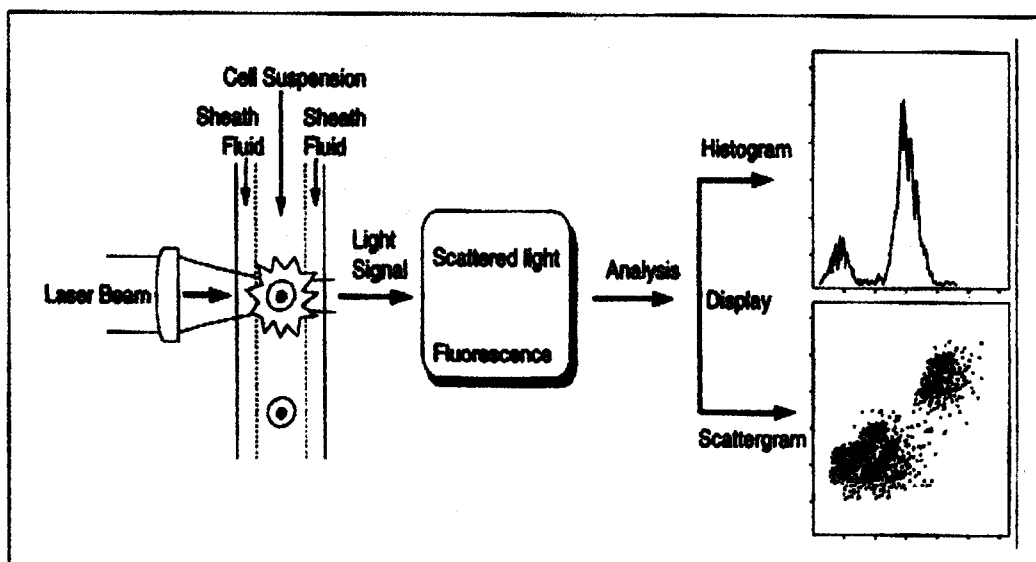 Cell Suspension
Sheath
Fluid
Sheath
Fluid
Laser Beam
Light
Signal
Scattered light
Fluorescence
Analysis
Histogram
Display
Scattergram